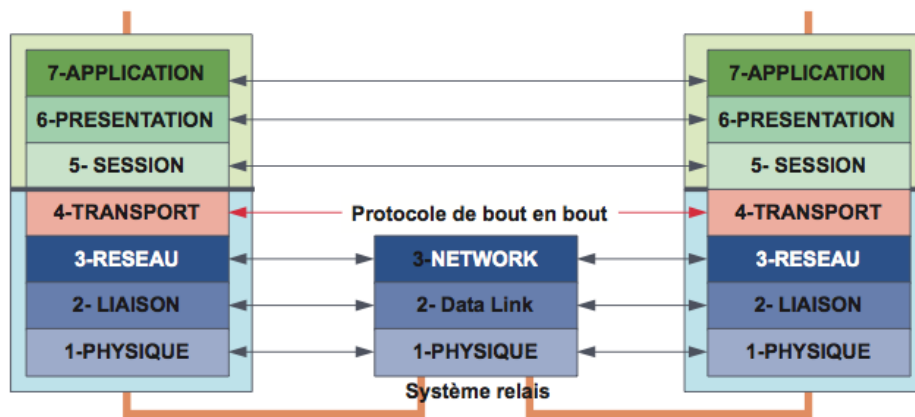 7-APPLICATION
7-APPLICATION
6-PRESENTATION
6-PRESENTATION
5- SESSION
5- SESSION
4-TRANSPORT
Protocole de bout en bout
4-TRANSPORT
3-RESEAU
3-NETWORK
3-RESEAU
2- LIAISON
2- Data Link
2- LIAISON
1-PHYSIQUE
1-PHYSIQUE
1-PHYSIQUE
Système relais